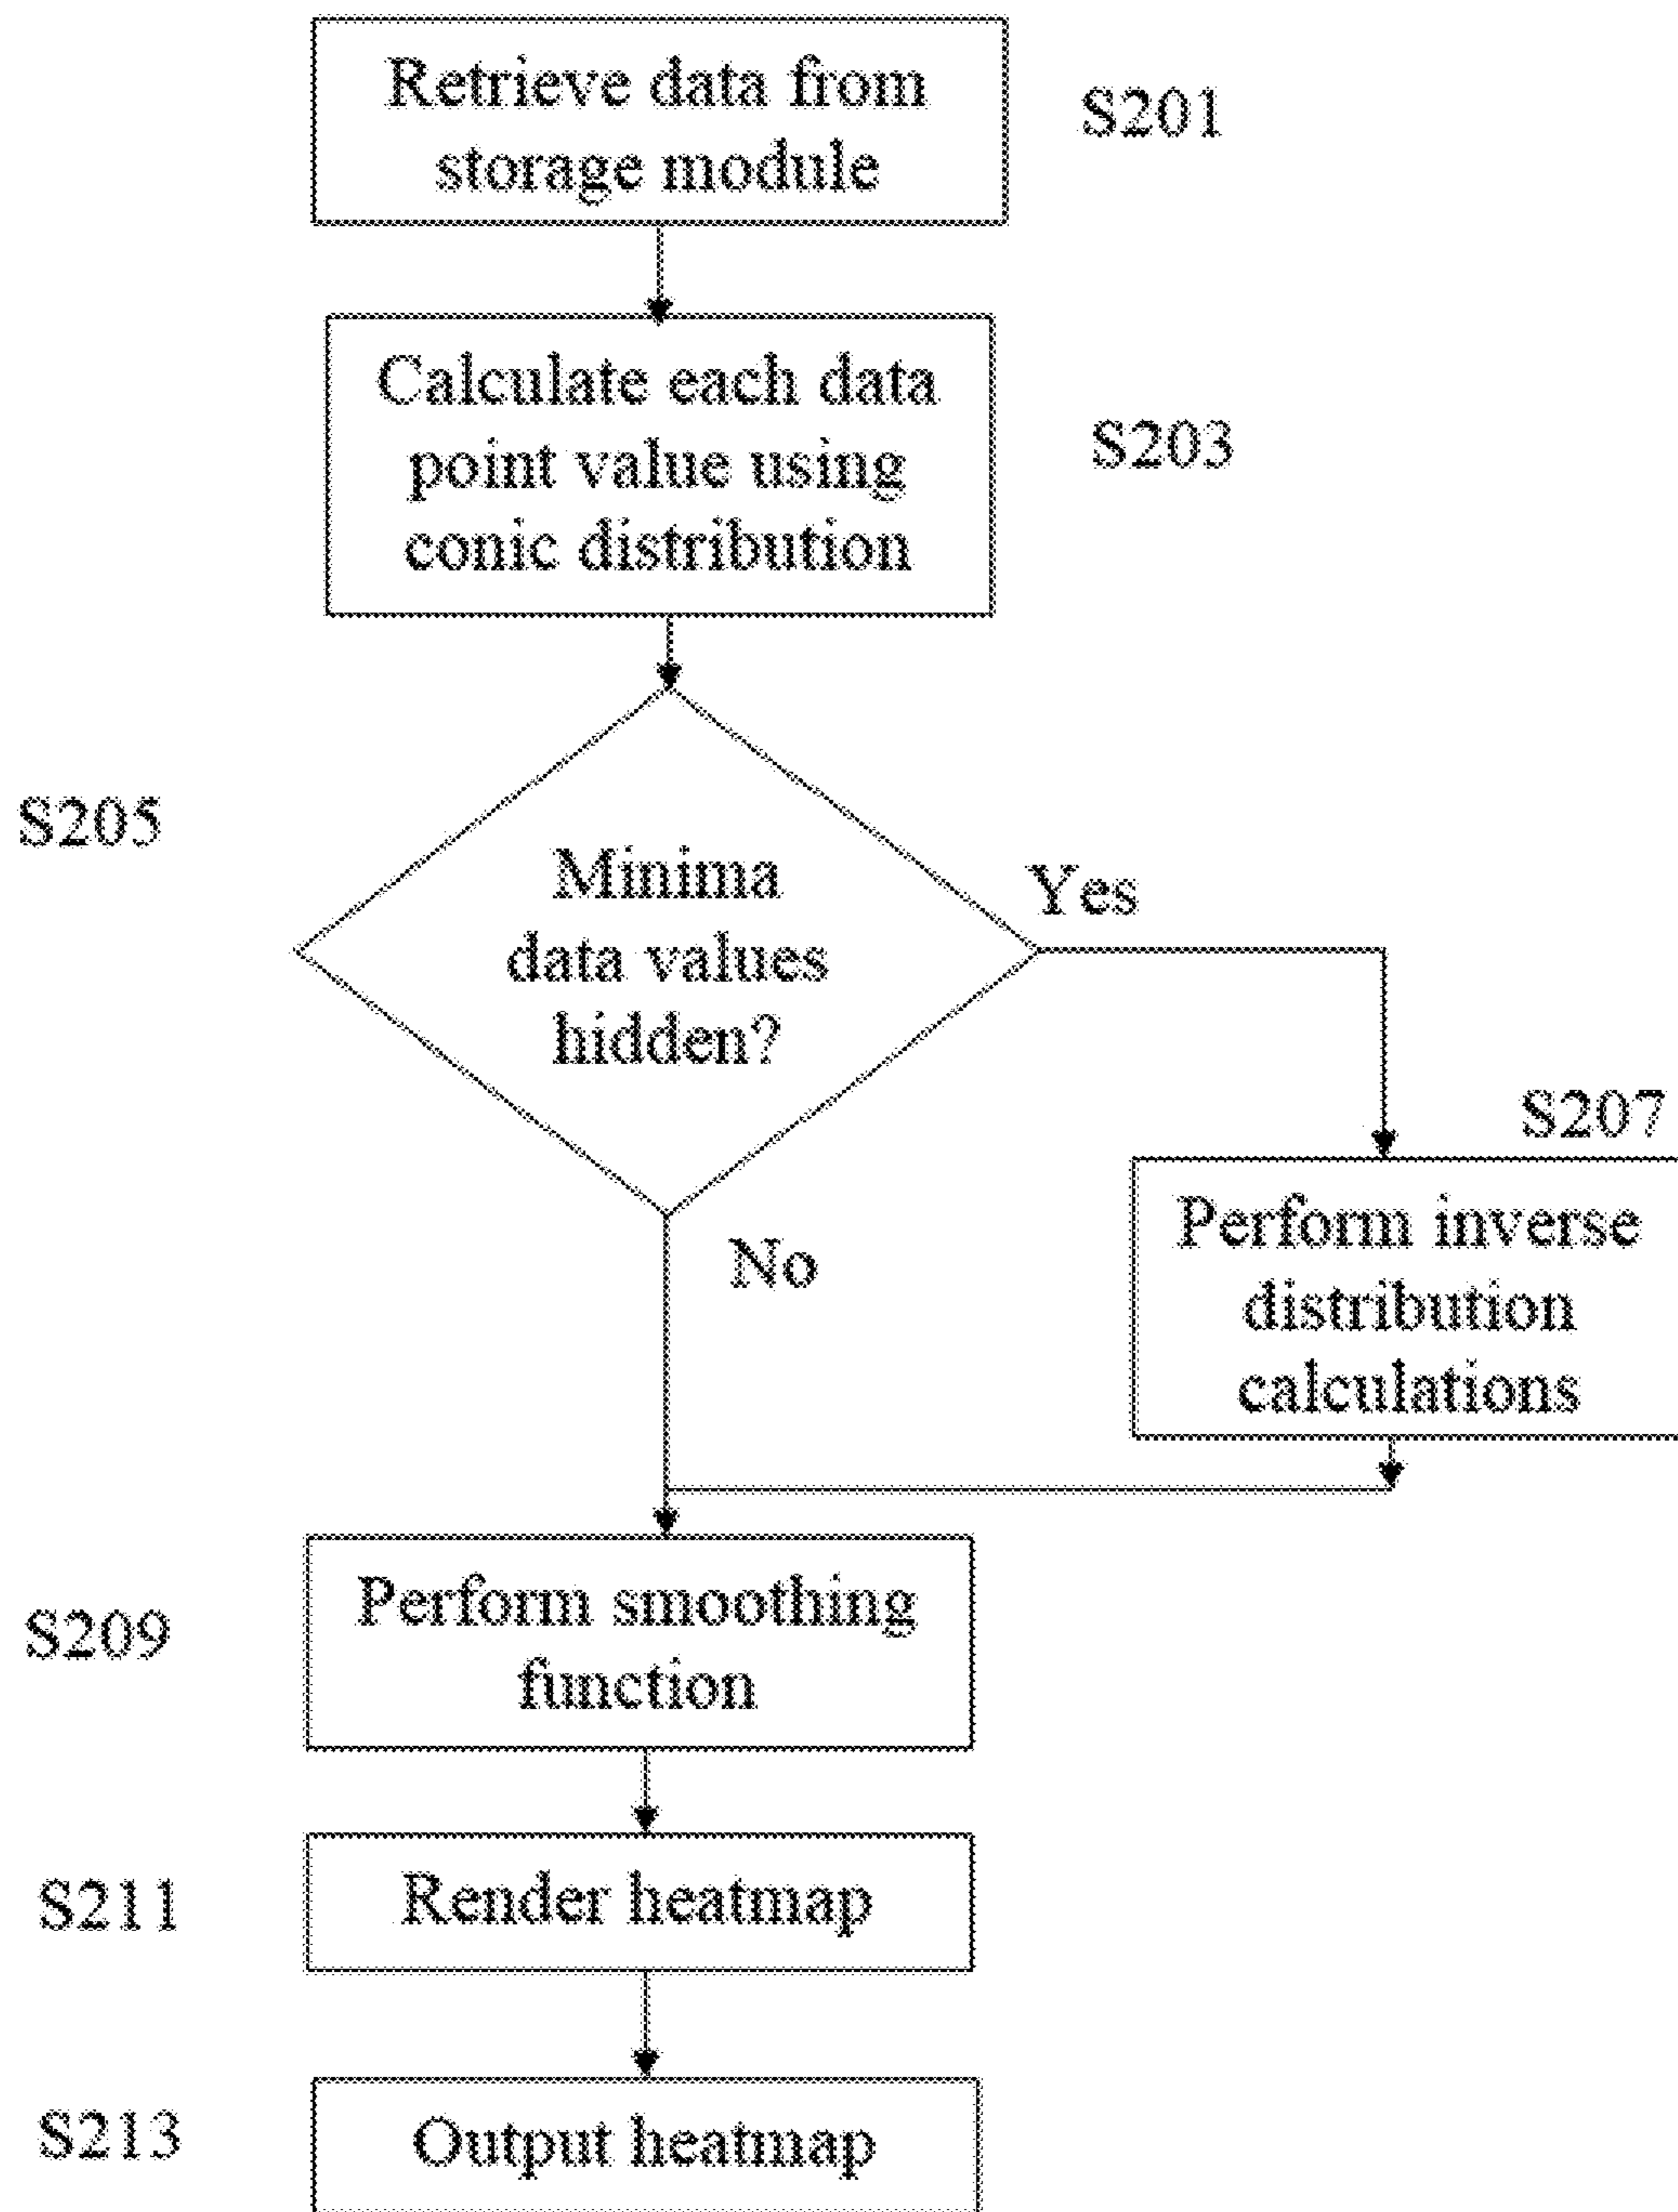 Retrieve data from
storage module
S201
Calculate each data
point value using
conic distribution
S203
S205
Minima
data values
hidden?
Yes
No
S207
Perform inverse
distribution
calculations
S209
Perform smoothing
function
S211
Render heatmap
S213
Output heatmap